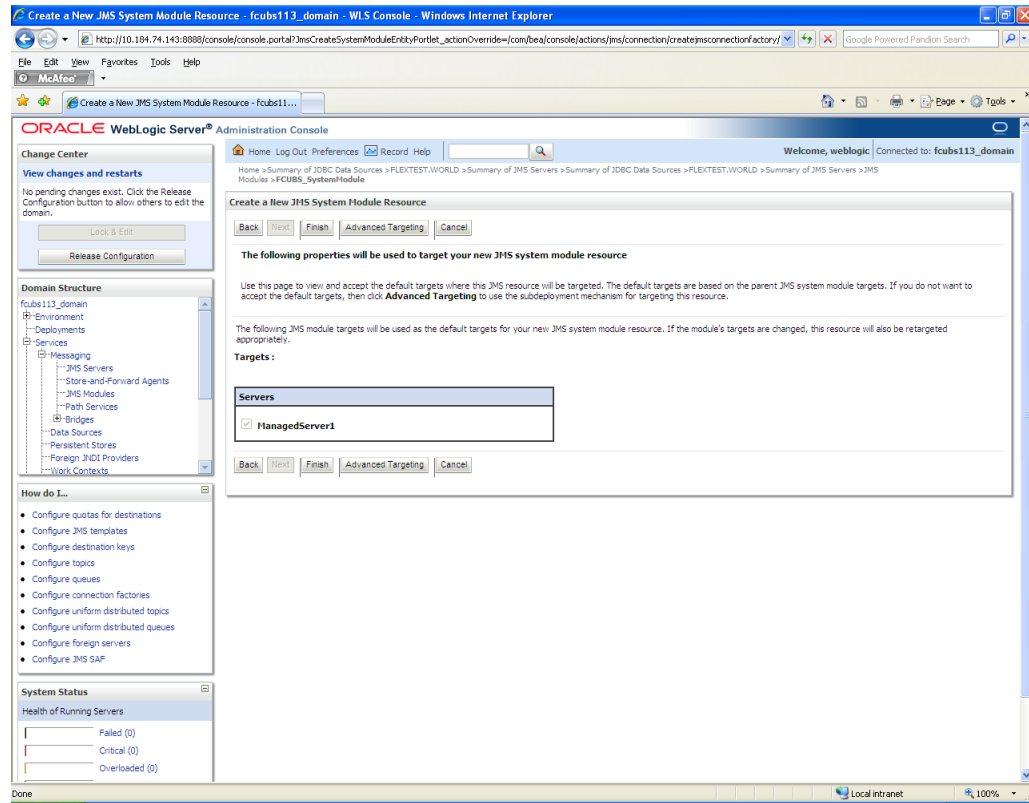 Create a New JMS System Module Resource - fcubs113_domain - WLS Console - Windows Internet Explorer
http://10.184.74.143:8888/console/console.portal?JmsCreateSystemModuleEntityPortlet_actionOverride=/com/bea/console/actions/jms/connection/createjmsconnectionfactory/
Google Powered Pandion Search
File Edit View Favorites Tools Help
McAfee
Create a New JMS System Module Resource - fcubs11...
Page Tools
ORACLE WebLogic Server® Administration Console
Change Center
View changes and restarts
No pending changes exist. Click the Release
Configuration button to allow others to edit the
domain.
Lock & Edit
Release Configuration
Domain Structure
fcubs113_domain
Environment
Deployments
Services
Messaging
JMS Servers
Store-and-Forward Agents
JMS Modules
Path Services
Bridges
Data Sources
Persistent Stores
Foreign JNDI Providers
Work Contexts
How do I...
Configure quotas for destinations
Configure JMS templates
Configure destination keys
Configure topics
Configure queues
Configure connection factories
Configure uniform distributed topics
Configure uniform distributed queues
Configure foreign servers
Configure JMS SAF
System Status
Health of Running Servers
Failed (0)
Critical (0)
Overloaded (0)
Home Log Out Preferences Record Help
Welcome, weblogic Connected to: fcubs113_domain
Home >Summary of JDBC Data Sources >FLEXTEST.WORLD >Summary of JMS Servers >Summary of JDBC Data Sources >FLEXTEST.WORLD >Summary of JMS Servers >JMS
Modules >FCUBS_SystemModule
Create a New JMS System Module Resource
Back Next Finish Advanced Targeting Cancel
The following properties will be used to target your new JMS system module resource
Use this page to view and accept the default targets where this JMS resource will be targeted. The default targets are based on the parent JMS system module targets. If you do not want to
accept the default targets, then click Advanced Targeting to use the subdeployment mechanism for targeting this resource.
The following JMS module targets will be used as the default targets for your new JMS system module resource. If the module's targets are changed, this resource will also be retargeted
appropriately.
Targets :
Servers
ManagedServer1
Back Next Finish Advanced Targeting Cancel
Done
Local intranet
100%